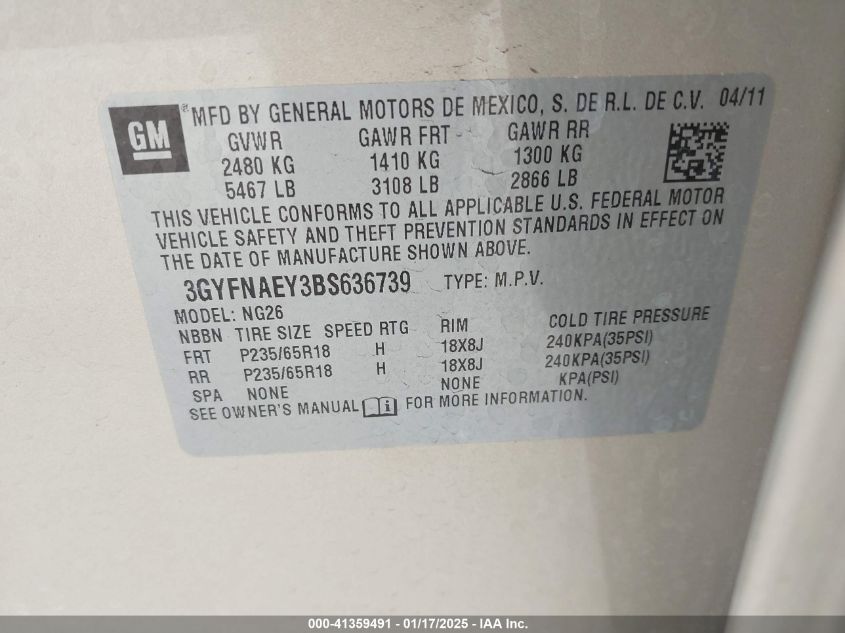 GM
MFD BY GENERAL MOTORS DE MEXICO, S. DE R.L. DE C.V. 04/11
GVWR GAWR FRT GAWR RR
2480 KG 1410 KG 1300 KG
5467 LB 3108 LB 2866 LB
THIS VEHICLE CONFORMS TO ALL APPLICABLE U.S. FEDERAL MOTOR
VEHICLE SAFETY AND THEFT PREVENTION STANDARDS IN EFFECT ON
THE DATE OF MANUFACTURE SHOWN ABOVE.
3GYFNAEY3BS636739 TYPE: M.P.V.
MODEL: NG26
NBBN TIRE SIZE SPEED RTG RIM COLD TIRE PRESSURE
FRT P235/65R18 H 18X8J 240KPA(35PSI)
RR P235/65R18 H 18X8J 240KPA(35PSI)
SPA NONE NONE KPA(PSI)
SEE OWNER'S MANUAL FOR MORE INFORMATION.
000-41359491 - 01/17/2025 - IAA Inc.